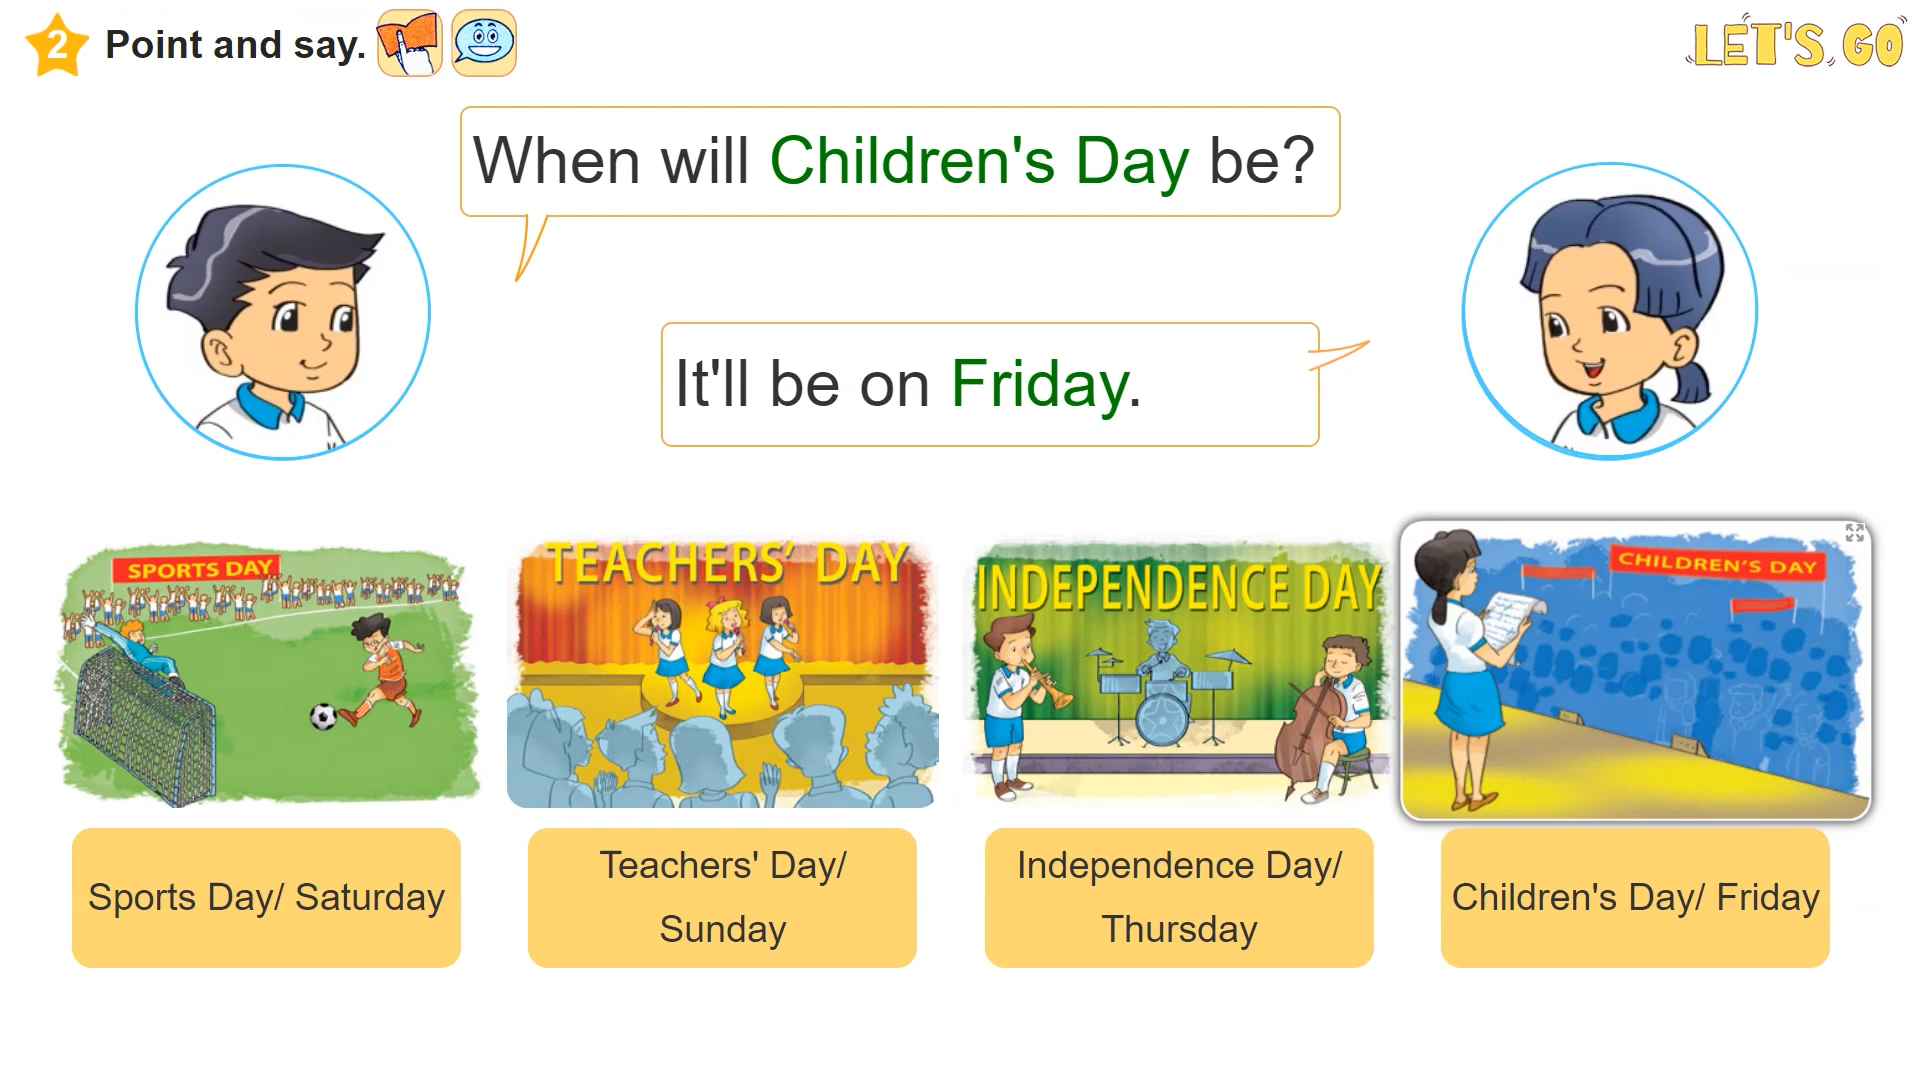 2 Point and say.
LET'S GO
When will Children's Day be?
It'll be on Friday.
SPORTS DAY
TEACHERS' DAY
INDEPENDENCE DAY
CHILDREN'S DAY
Sports Day/ Saturday
Teachers' Day/
Sunday
Independence Day/
Thursday
Children's Day/ Friday